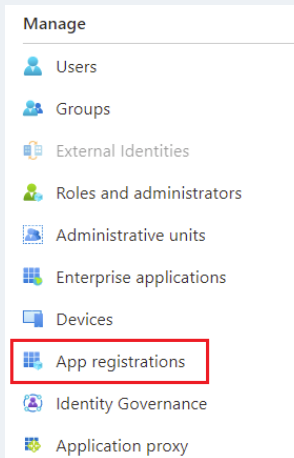 Manage
Users
Groups
External Identities
Roles and administrators
Administrative units
Enterprise applications
Devices
App registrations
Identity Governance
Application proxy